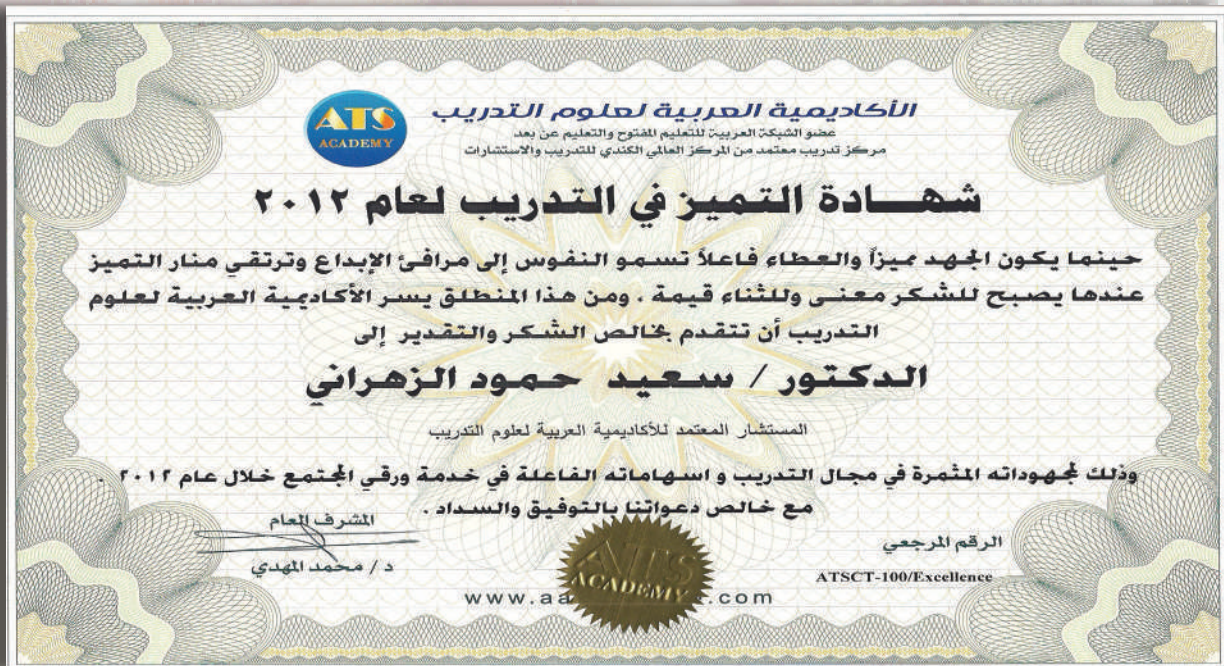 ATS
ACADEMY
الأكاديمية العربية لعلوم التدريب
عضو الشبكة العربية للتعليم المفتوح والتعليم عن بعد
مركز تدريب معتمد من المركز العالمي الكندي للتدريب والاستشارات
شهـــادة التميز في التدريب لعام ٢٠١٢
حينما يكون الجهد مميزاً والعطاء فاعلاً تسمو النفوس إلى مرافئ الإبداع وترتقي منار التميز
عندها يصبح للشكر معنى وللثناء قيمة . ومن هذا المنطلق يسر الأكاديمية العربية لعلوم
التدريب أن تتقدم بخالص الشكر والتقدير إلى
الدكتور / سعيد حمود الزهراني
المستشار المعتمد للأكاديمية العربية لعلوم التدريب
وذلك لمجهوداته المثمرة في مجال التدريب و اسهاماته الفاعلة في خدمة ورقي المجتمع خلال عام ٢٠١٢ .
مع خالص دعواتنا بالتوفيق والسداد .
الرقم المرجعي
ATSCT-100/Excellence
المشرف العام
د / محمد المهدي
ATS
ACADEMY